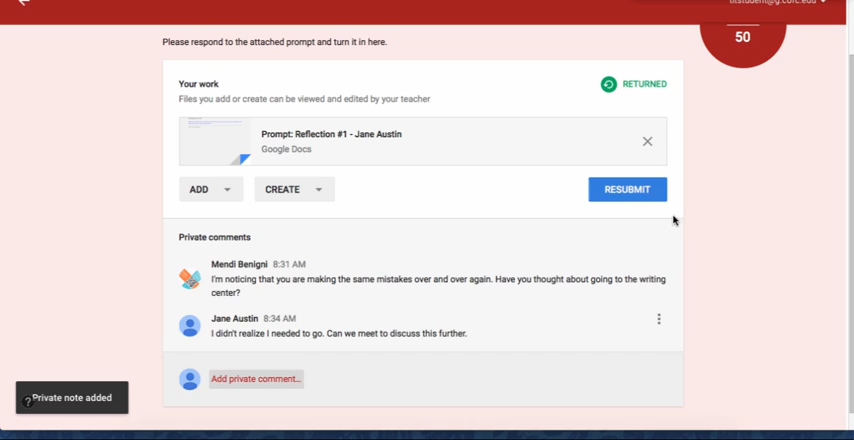 50
Please respond to the attached prompt and turn it in here.
Your work
RETURNED
Files you add or create can be viewed and edited by your teacher
Prompt: Reflection #1 - Jane Austin
Google Docs
ADD
CREATE
RESUBMIT
Private comments
Mendi Benigni 8:31 AM
I'm noticing that you are making the same mistakes over and over again. Have you thought about going to the writing
center?
Jane Austin 8:34 AM
I didn't realize I needed to go. Can we meet to discuss this further.
Add private comment...
Private note added